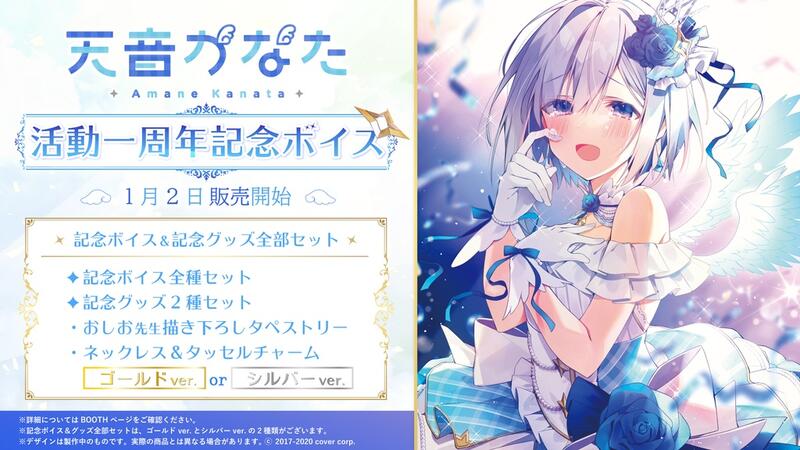 天音かなた
Amane Kanata
活動一周年記念ボイス
1月2日 販売開始
記念ボイス&記念グッズ全部セット
✦記念ボイス全種セット
✦記念グッズ2種セット
・おしお先生描き下ろしタペストリー
・ネックレス&タッセルチャーム
ゴールドver. or シルバーver.
※詳細についてはBOOTHページをご確認ください。
※記念ボイス&グッズ全部セットは、ゴールド ver. とシルバー ver. の2種類がございます。
※デザインは製作中のものです。実際の商品とは異なる場合があります。© 2017-2020 cover corp.